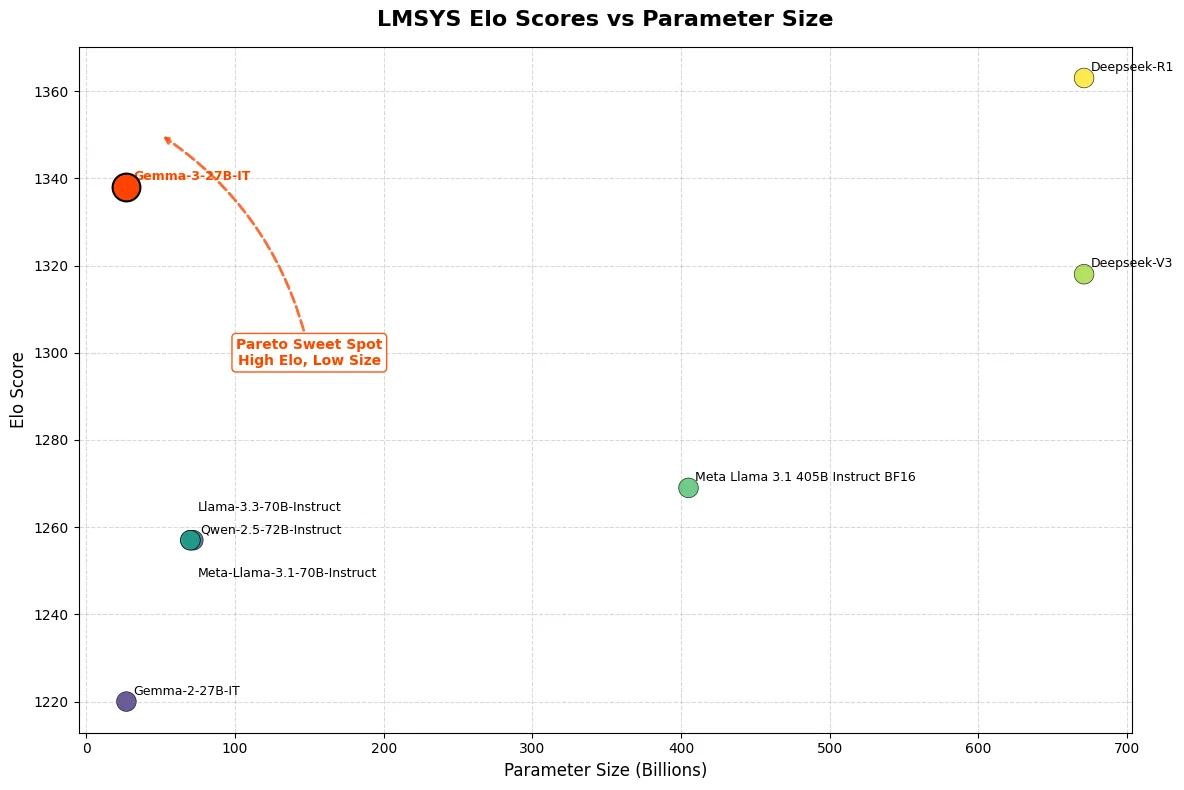 LMSYS Elo Scores vs Parameter Size
Deepseek-R1
1360
1340
Gemma-3-27B-IT
1320
Deepseek-V3
1300
Pareto Sweet Spot
High Elo, Low Size
Elo Score
1280
Meta Llama 3.1 405B Instruct BF16
Llama-3.3-70B-Instruct
1260
Qwen-2.5-72B-Instruct
Meta-Llama-3.1-70B-Instruct
1240
1220
Gemma-2-27B-IT
0 100 200 300 400 500 600 700
Parameter Size (Billions)